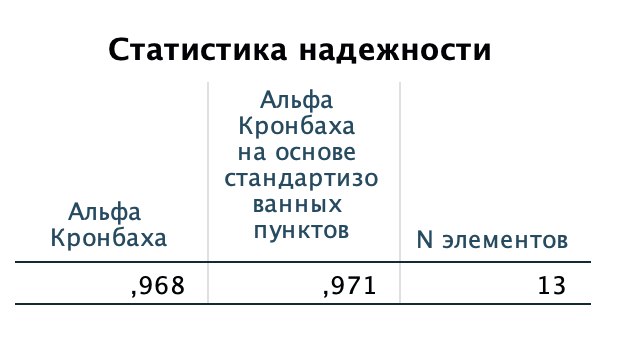 Статистика надежности
Альфа
Кронбаха
Альфа
Кронбаха
на основе
стандартизо
ванных
пунктов
N элементов
,968
,971
13